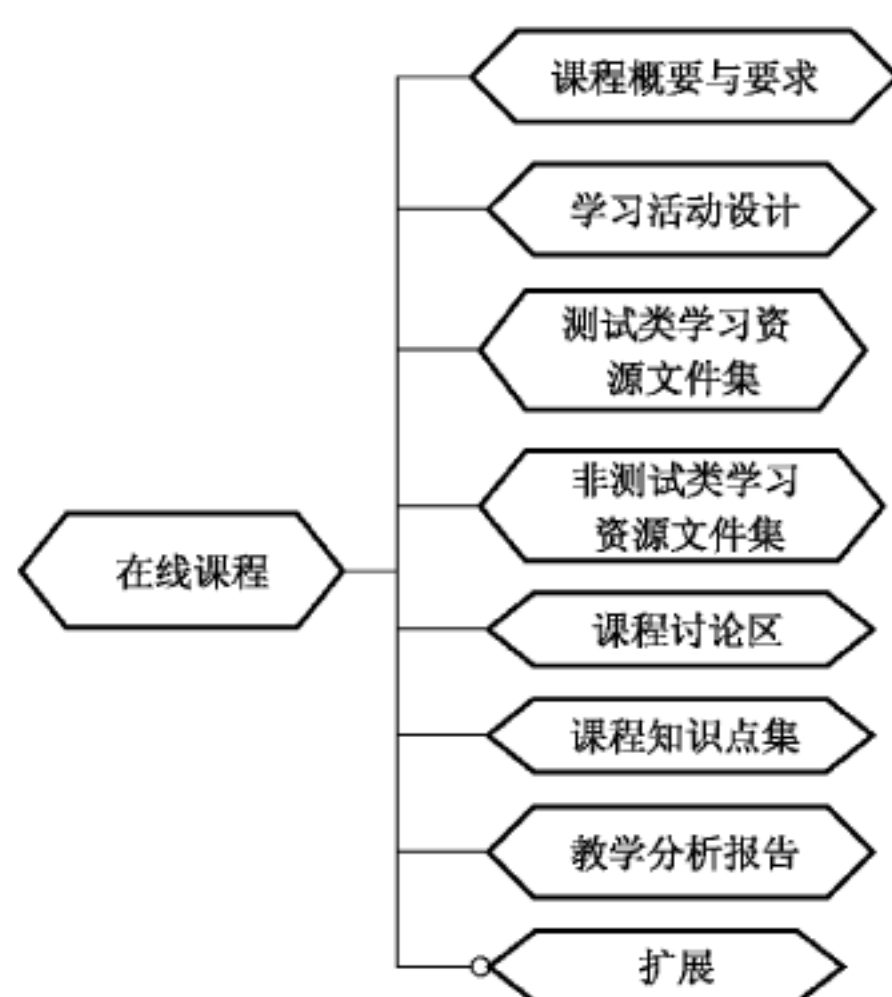 课程概要与要求
学习活动设计
测试类学习资
源文件集
非测试类学习
资源文件集
在线课程
课程讨论区
课程知识点集
教学分析报告
扩展